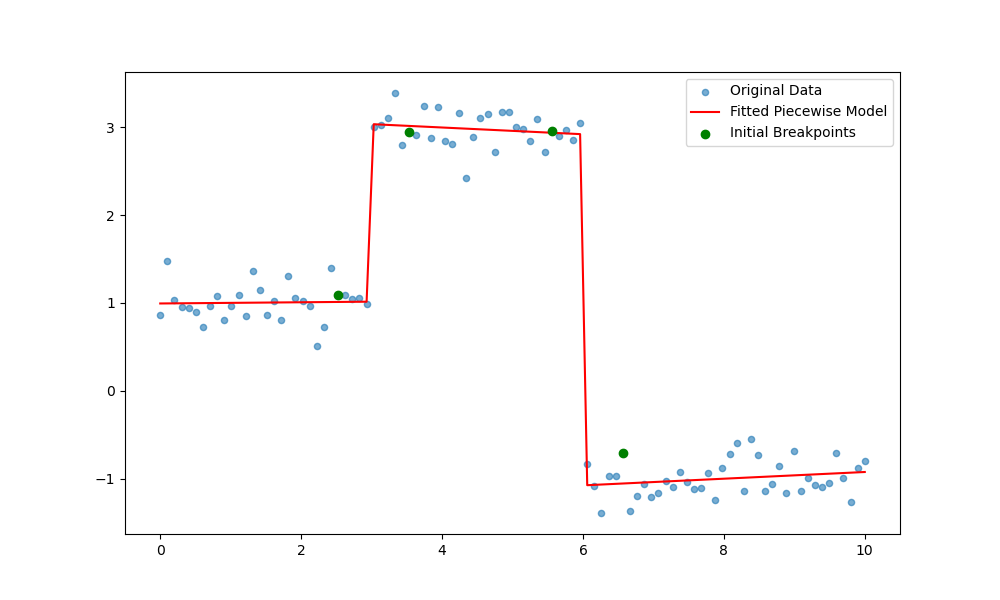 Original Data
Fitted Piecewise Model
Initial Breakpoints
3
2
1
0
−1
0 2 4 6 8 10